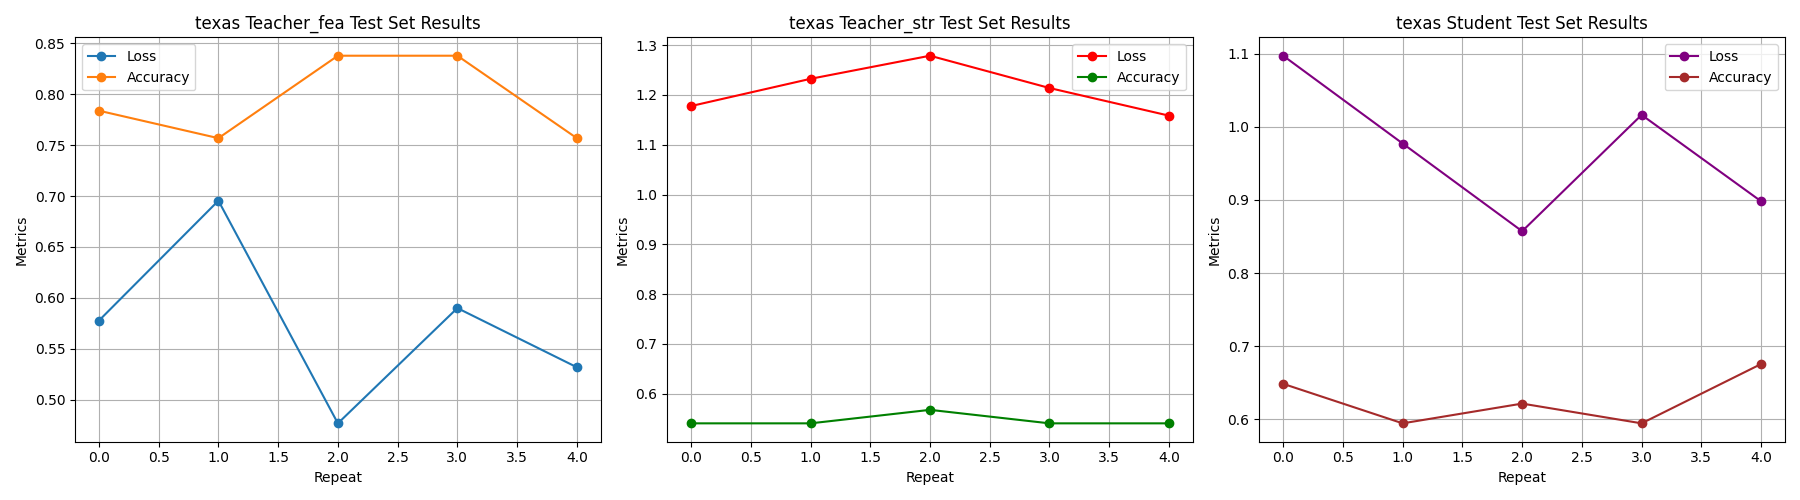 texas Teacher_fea Test Set Results
Loss
Accuracy
0.85
0.80
0.75
0.70
0.65
0.60
0.55
0.50
Metrics
0.0 0.5 1.0 1.5 2.0 2.5 3.0 3.5 4.0
Repeat
texas Teacher_str Test Set Results
Loss
Accuracy
1.3
1.2
1.1
1.0
0.9
0.8
0.7
0.6
Metrics
0.0 0.5 1.0 1.5 2.0 2.5 3.0 3.5 4.0
Repeat
texas Student Test Set Results
Loss
Accuracy
1.1
1.0
0.9
0.8
0.7
0.6
Metrics
0.0 0.5 1.0 1.5 2.0 2.5 3.0 3.5 4.0
Repeat